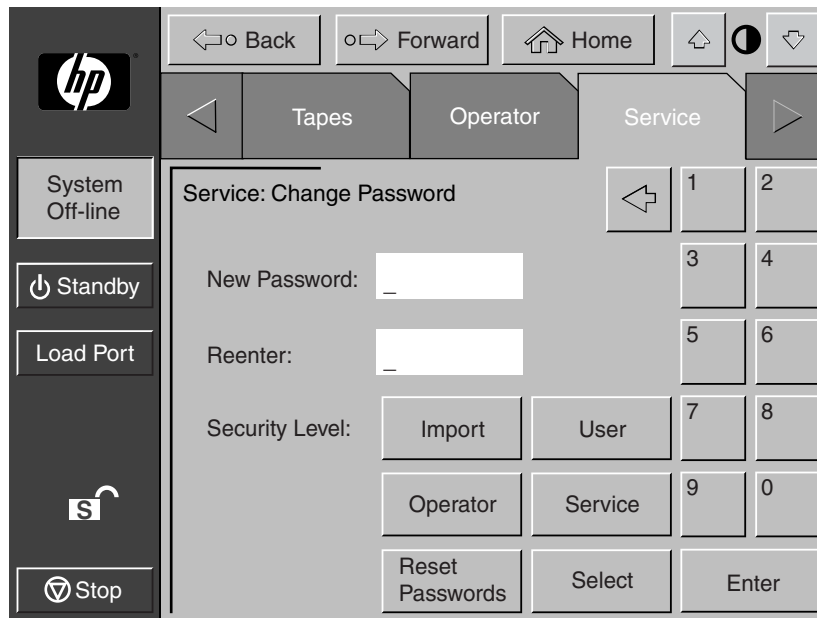 Back
Forward
Home
hp
Tapes
Operator
Service
System
Off-line
Standby
Load Port
S
Stop
Service: Change Password
New Password: _
Reenter: _
Security Level:
Import
User
Operator
Service
Reset
Passwords
Select
Enter
1 2
3 4
5 6
7 8
9 0